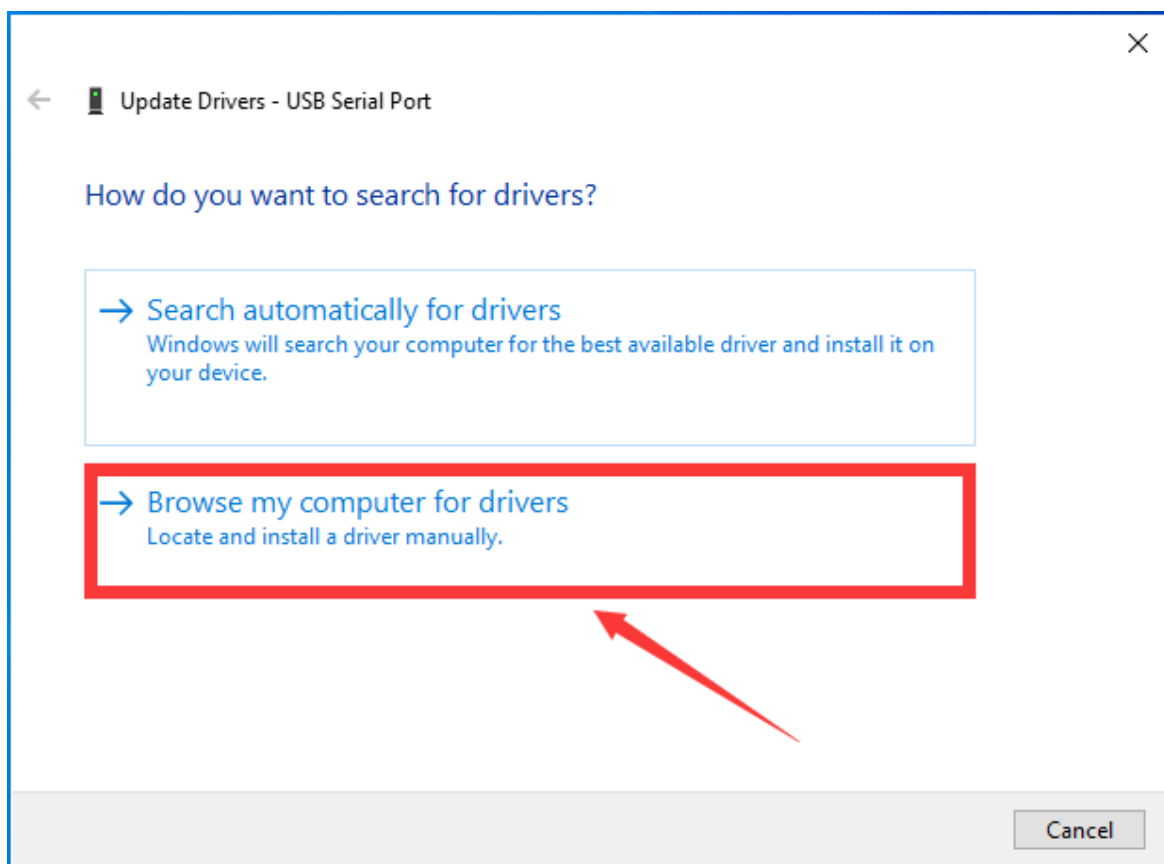 Update Drivers - USB Serial Port
How do you want to search for drivers?
Search automatically for drivers
Windows will search your computer for the best available driver and install it on
your device.
Browse my computer for drivers
Locate and install a driver manually.
Cancel